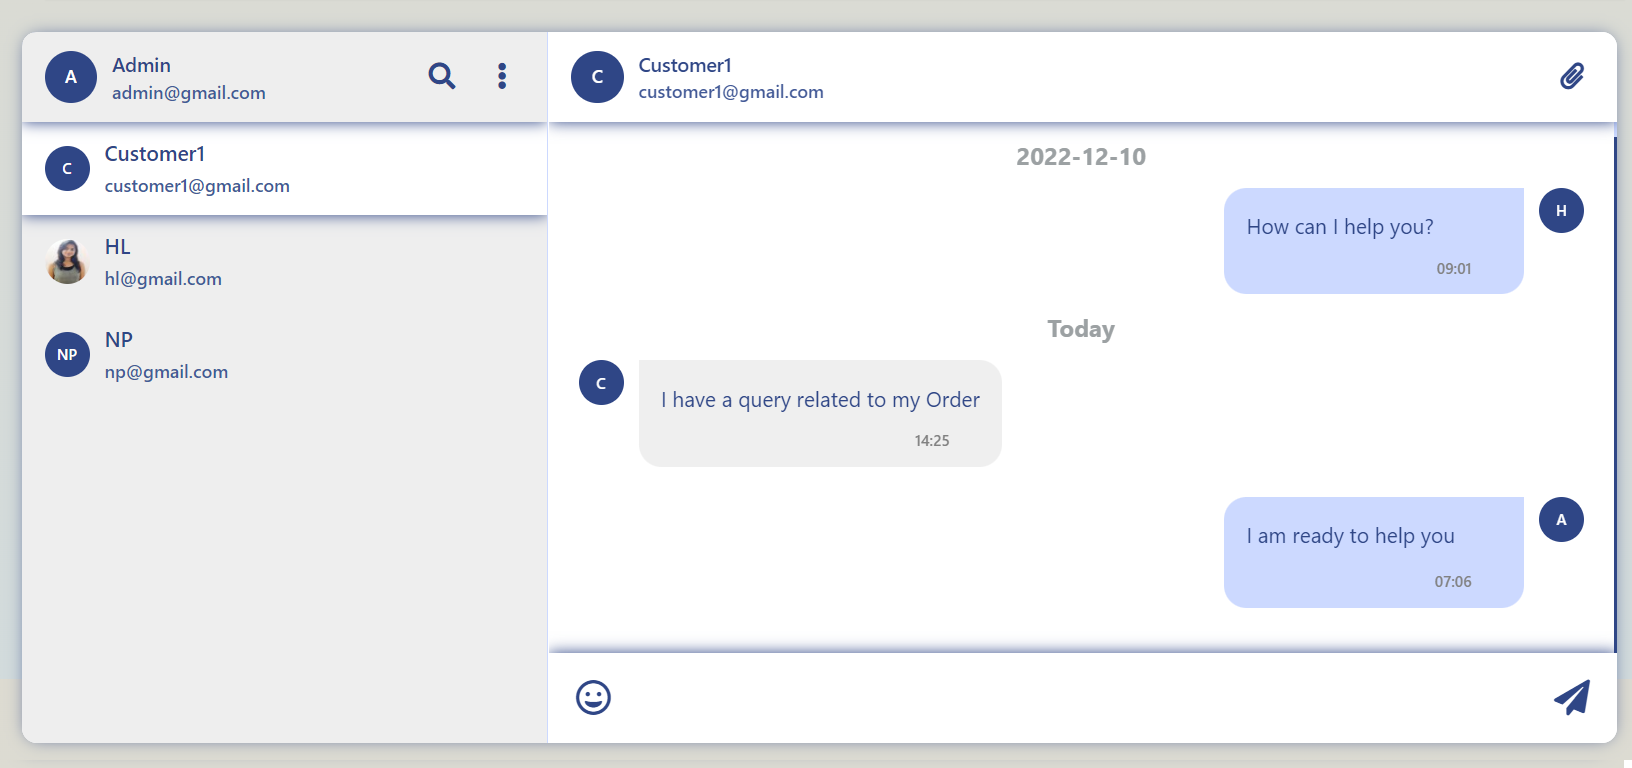 A
Admin
admin@gmail.com
C
Customer1
customer1@gmail.com
HL
hl@gmail.com
NP
NP
np@gmail.com
C
Customer1
customer1@gmail.com
2022-12-10
How can I help you?
09:01
H
Today
C
I have a query related to my Order
14:25
I am ready to help you
07:06
A